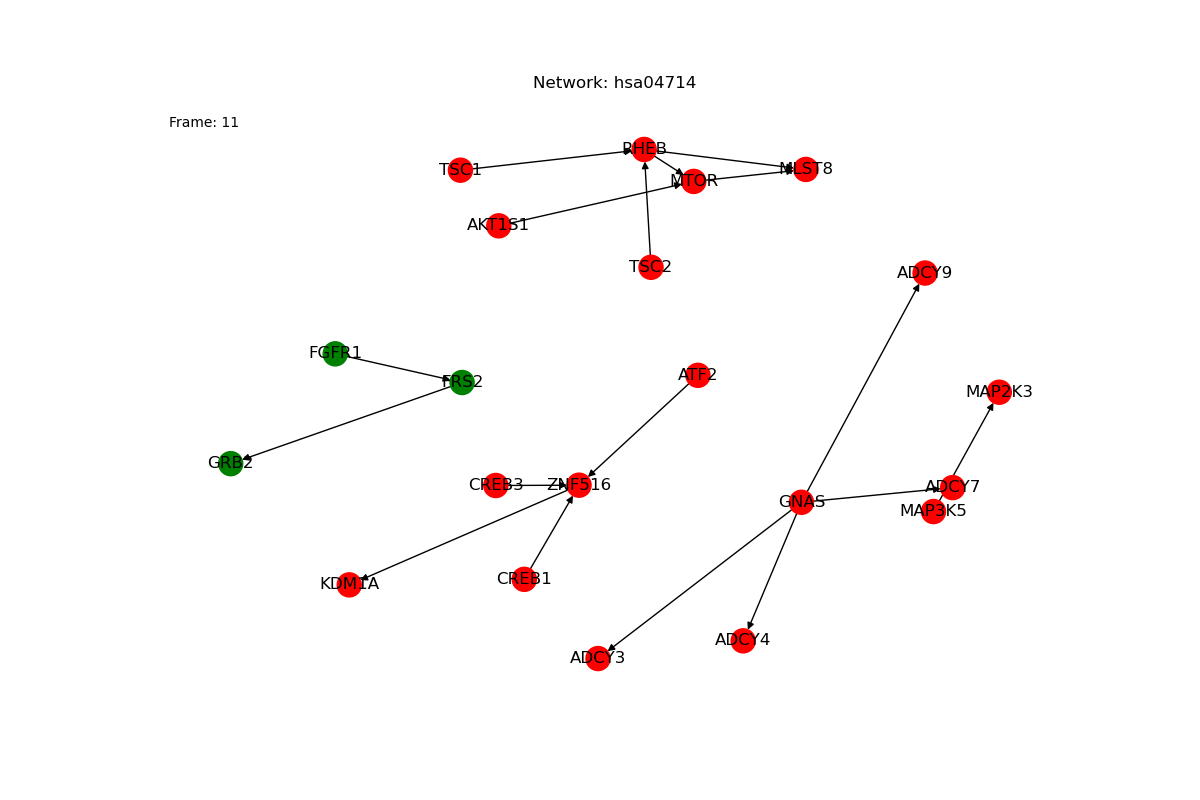 Network: hsa04714
Frame: 11
RHEB
TSC1
MLST8
MTOR
AKT1S1
TSC2
ADCY9
FGFR1
ATF2
FRS2
MAP2K3
GRB2
CREB3
ZNF516
ADCY7
GNAS
MAP3K5
CREB1
KDM1A
ADCY4
ADCY3